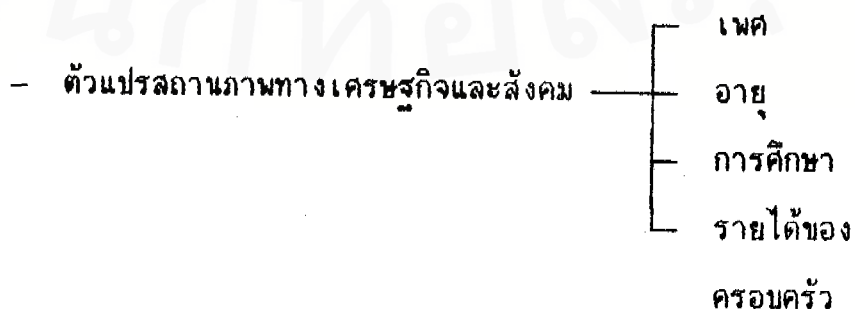 เพศ
- ตัวแปรสถานภาพทางเศรษฐกิจและสังคม
อายุ
การศึกษา
รายได้ของ
ครอบครัว